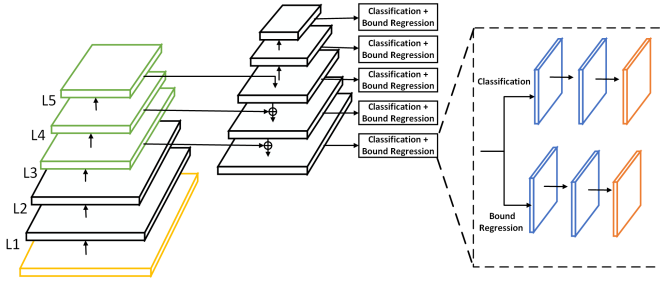 Classification +
Bound Regression
Classification +
Bound Regression
Classification +
Bound Regression
Classification +
Bound Regression
Classification +
Bound Regression
L5
L4
L3
L2
L1
Classification
Bound
Regression